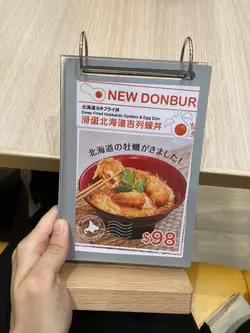 NEW DONBUR
北海道カキフライ丼
Deep Fried Hokkaido Oysters & Egg Don
滑蛋北海道吉列蠔丼
北海道の牡蠣がきました!
$98